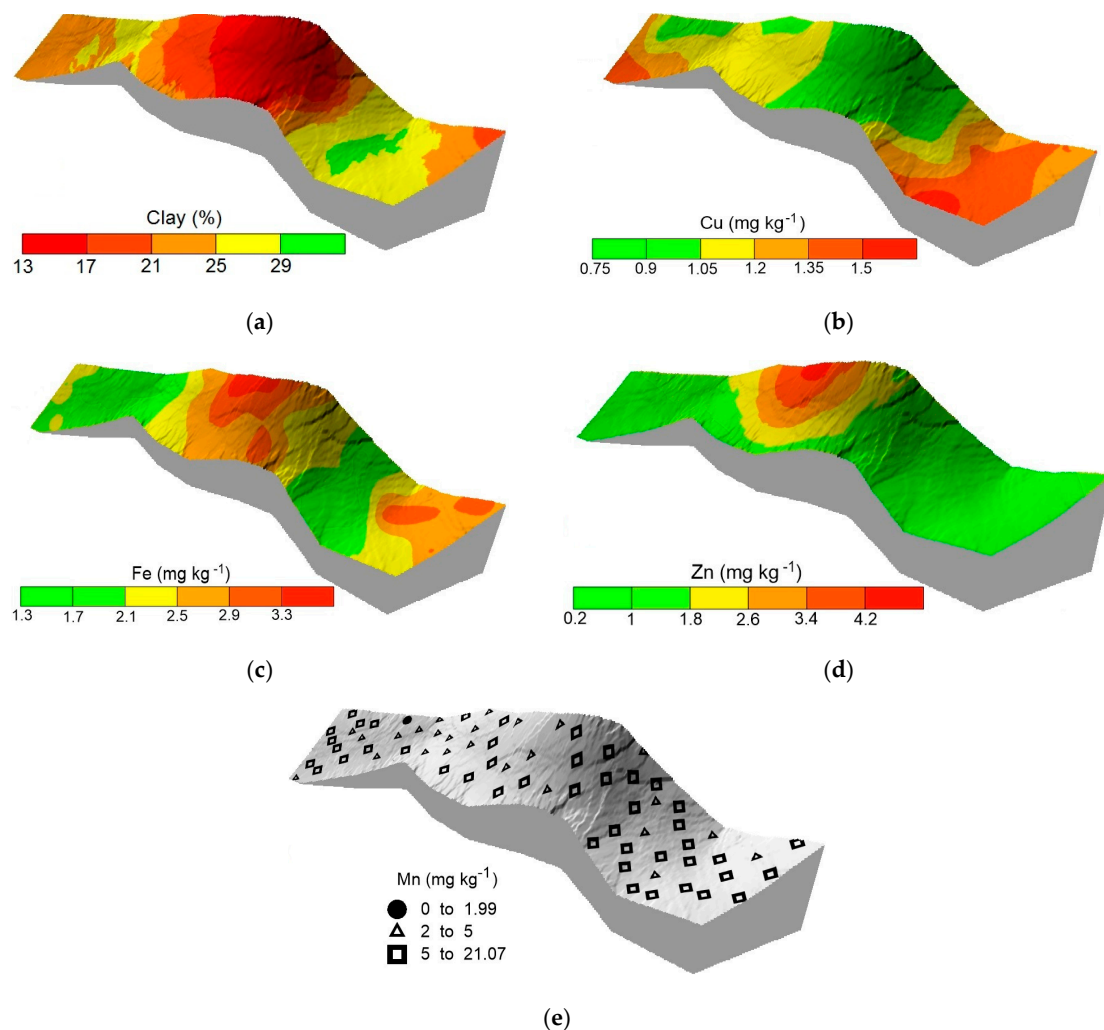 Clay (%)
13 17 21 25 29
(a)
Cu (mg kg-1)
0.75 0.9 1.05 1.2 1.35 1.5
(b)
Fe (mg kg-1)
1.3 1.7 2.1 2.5 2.9 3.3
(c)
Zn (mg kg-1)
0.2 1 1.8 2.6 3.4 4.2
(d)
Mn (mg kg-1)
0 to 1.99
2 to 5
5 to 21.07
(e)